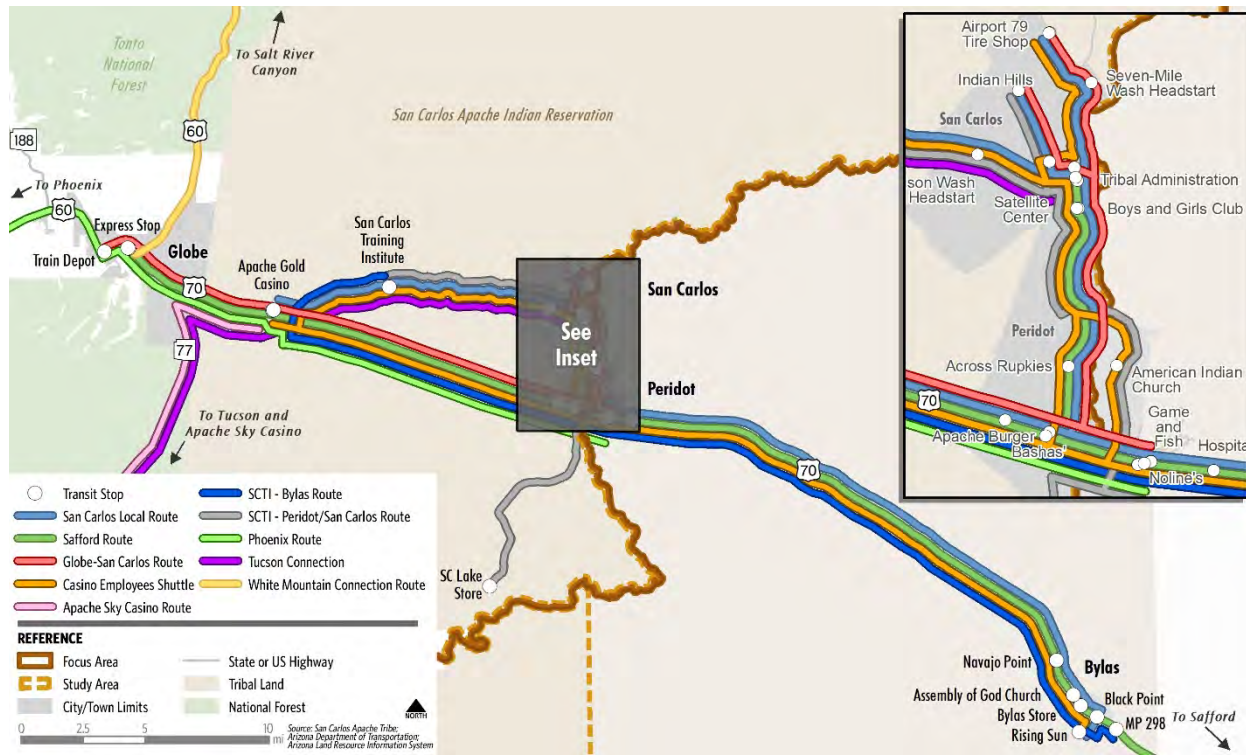 Tonto
National
Forest
To Salt River
Canyon
60
188
San Carlos Apache Indian Reservation
To Phoenix
60
Express Stop
Train Depot
Globe
70
Apache Gold
Casino
San Carlos
Training
Institute
See
Inset
San Carlos
Peridot
77
To Tucson and
Apache Sky Casino
70
SC Lake
Store
Navajo Point
Bylas
Assembly of God Church
Black Point
Bylas Store
MP 298
Rising Sun
To Safford
Airport 79
Tire Shop
Indian Hills
Seven-Mile
Wash Headstart
San Carlos
son Wash
Headstart
Satellite
Center
Tribal Administration
Boys and Girls Club
Peridot
Across Rupkies
American Indian
Church
70
Game
and
Fish
Apache Burger
Bashas'
Hospita
Noline's
Transit Stop
San Carlos Local Route
Safford Route
Globe-San Carlos Route
Casino Employees Shuttle
Apache Sky Casino Route
SCTI - Bylas Route
SCTI - Peridot/San Carlos Route
Phoenix Route
Tucson Connection
White Mountain Connection Route
REFERENCE
Focus Area
Study Area
City/Town Limits
State or US Highway
Tribal Land
National Forest
NORTH
0 2.5 5 10
mi
Source: San Carlos Apache Tribe;
Arizona Department of Transportation;
Arizona Land Resource Information System